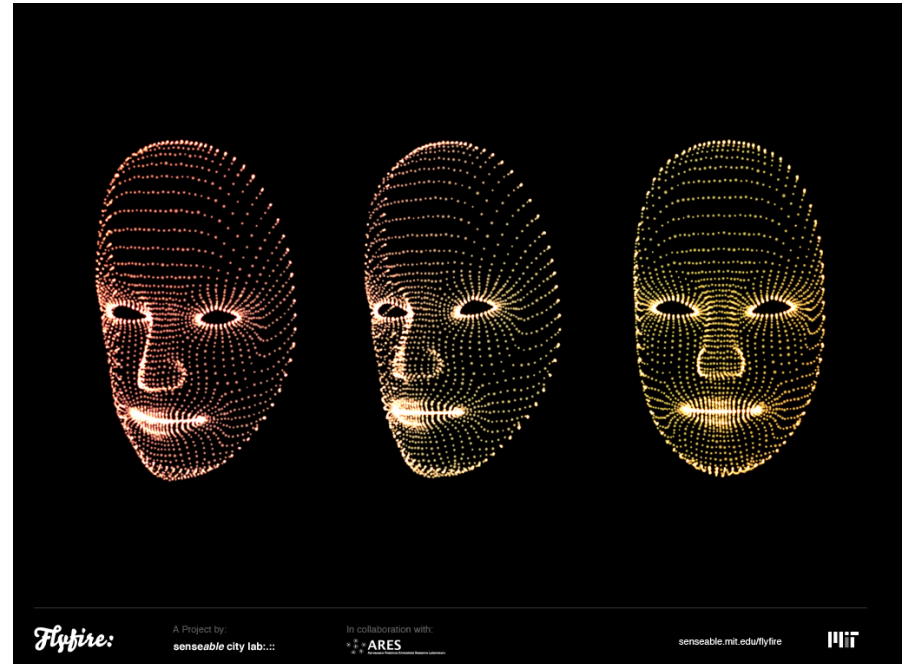 Flyfire:
A Project by:
senseable city lab:.::
In collaboration with:
ARES
senseable.mit.edu/flyfire
MIT